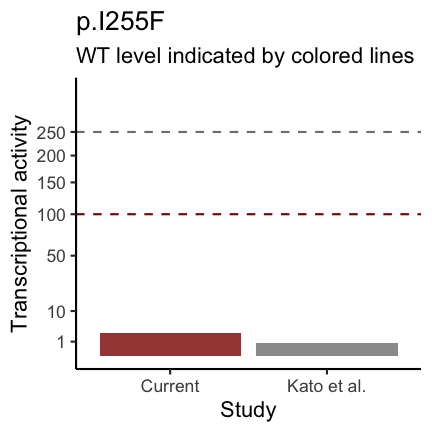 p.I255F
WT level indicated by colored lines
Transcriptional activity
250
200
150
100
50
10
1
Current
Kato et al.
Study